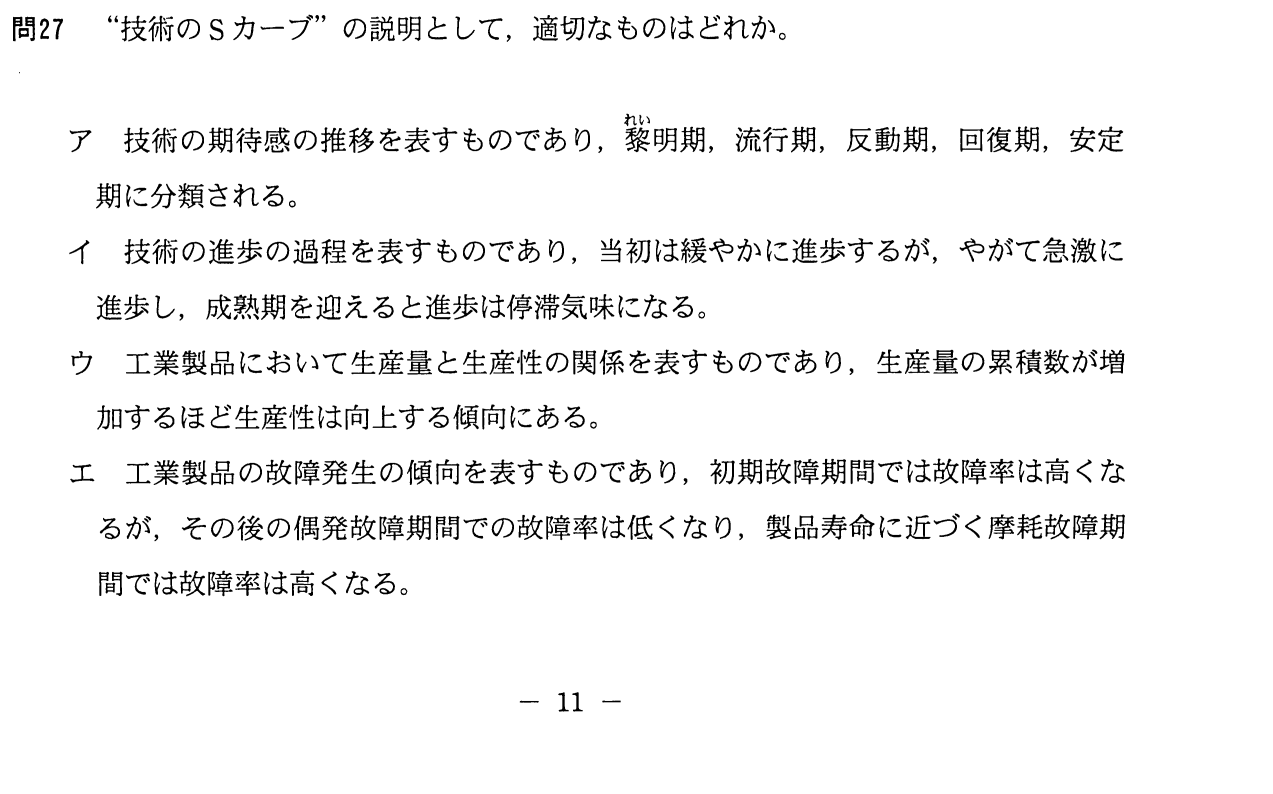 問27 “技術のSカーブ”の説明として，適切なものはどれか。
れい
ア 技術の期待感の推移を表すものであり，黎明期，流行期，反動期，回復期，安定
期に分類される。
イ 技術の進歩の過程を表すものであり，当初は緩やかに進歩するが，やがて急激に
進歩し，成熟期を迎えると進歩は停滞気味になる。
ウ 工業製品において生産量と生産性の関係を表すものであり，生産量の累積数が増
加するほど生産性は向上する傾向にある。
エ 工業製品の故障発生の傾向を表すものであり，初期故障期間では故障率は高くな
るが，その後の偶発故障期間での故障率は低くなり，製品寿命に近づく摩耗故障期
間では故障率は高くなる。
－ 11 －